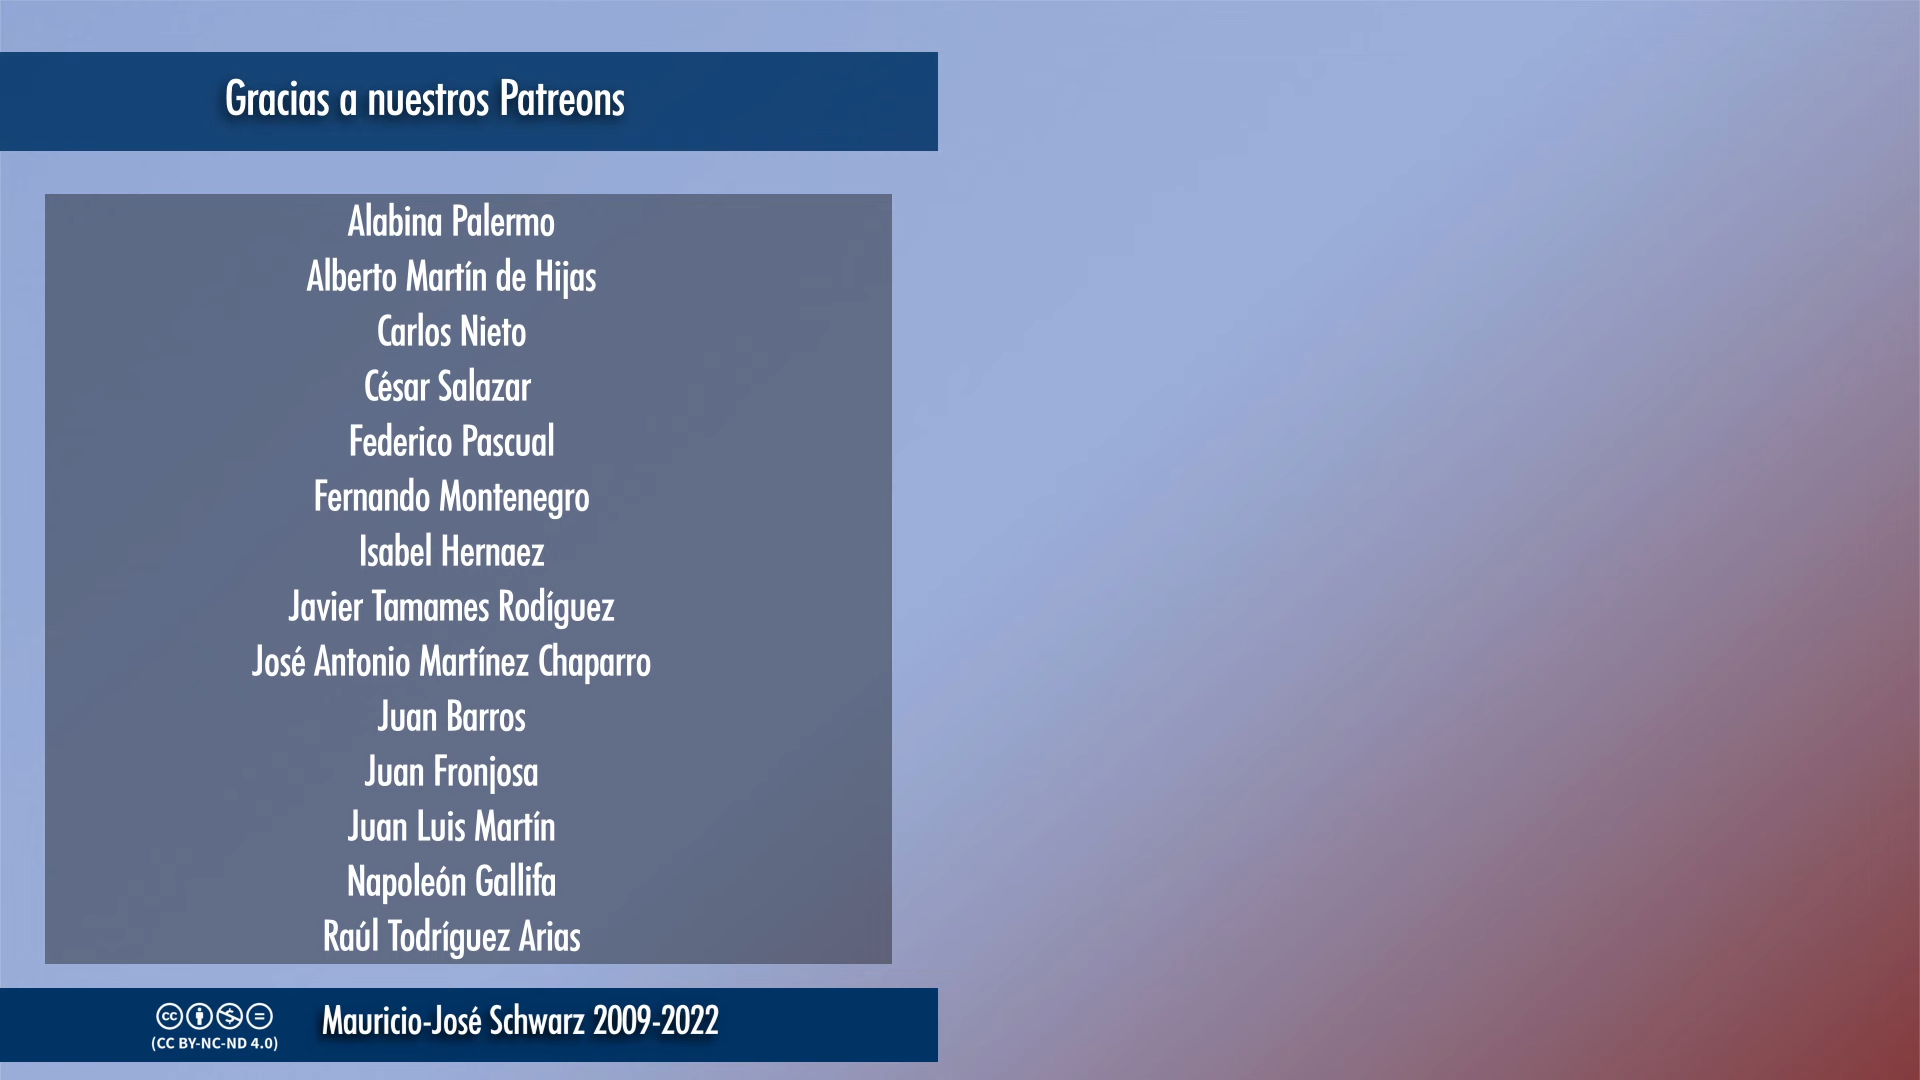 Gracias a nuestros Patreons
Alabina Palermo
Alberto Martín de Hijas
Carlos Nieto
César Salazar
Federico Pascual
Fernando Montenegro
Isabel Hernaez
Javier Tamames Rodíguez
José Antonio Martínez Chaparro
Juan Barros
Juan Fronjosa
Juan Luis Martín
Napoleón Gallifa
Raúl Todríguez Arias
cc
(CC BY-NC-ND 4.0)
Mauricio-José Schwarz 2009-2022